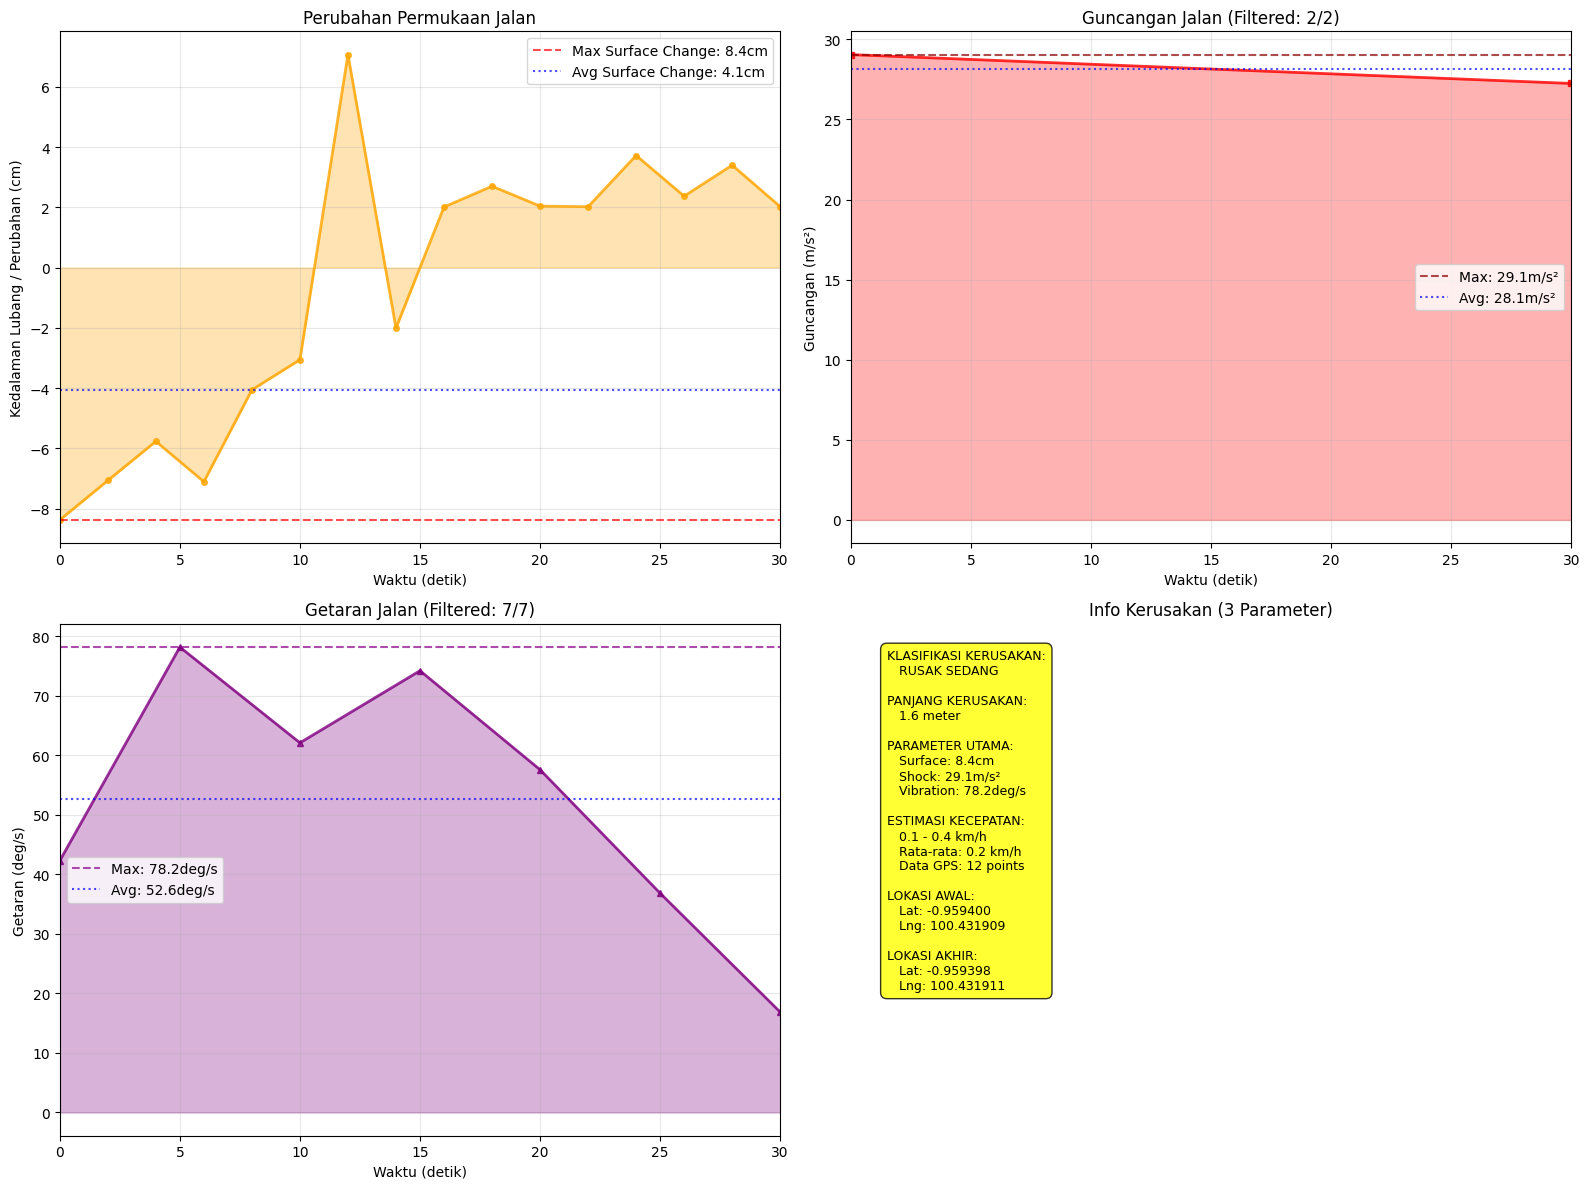 Perubahan Permukaan Jalan
Max Surface Change: 8.4cm
Avg Surface Change: 4.1cm
Kedalaman Lubang / Perubahan (cm)
6
4
2
0
−2
−4
−6
−8
0
5
10
15
20
25
30
Waktu (detik)
Guncangan Jalan (Filtered: 2/2)
Guncangan (m/s²)
30
25
20
15
10
5
0
Max: 29.1m/s²
Avg: 28.1m/s²
0
5
10
15
20
25
30
Waktu (detik)
Getaran Jalan (Filtered: 7/7)
Getaran (deg/s)
80
70
60
50
40
30
20
10
0
Max: 78.2deg/s
Avg: 52.6deg/s
0
5
10
15
20
25
30
Waktu (detik)
Info Kerusakan (3 Parameter)
KLASIFIKASI KERUSAKAN:
RUSAK SEDANG
PANJANG KERUSAKAN:
1.6 meter
PARAMETER UTAMA:
Surface: 8.4cm
Shock: 29.1m/s²
Vibration: 78.2deg/s
ESTIMASI KECEPATAN:
0.1 - 0.4 km/h
Rata-rata: 0.2 km/h
Data GPS: 12 points
LOKASI AWAL:
Lat: -0.959400
Lng: 100.431909
LOKASI AKHIR:
Lat: -0.959398
Lng: 100.431911